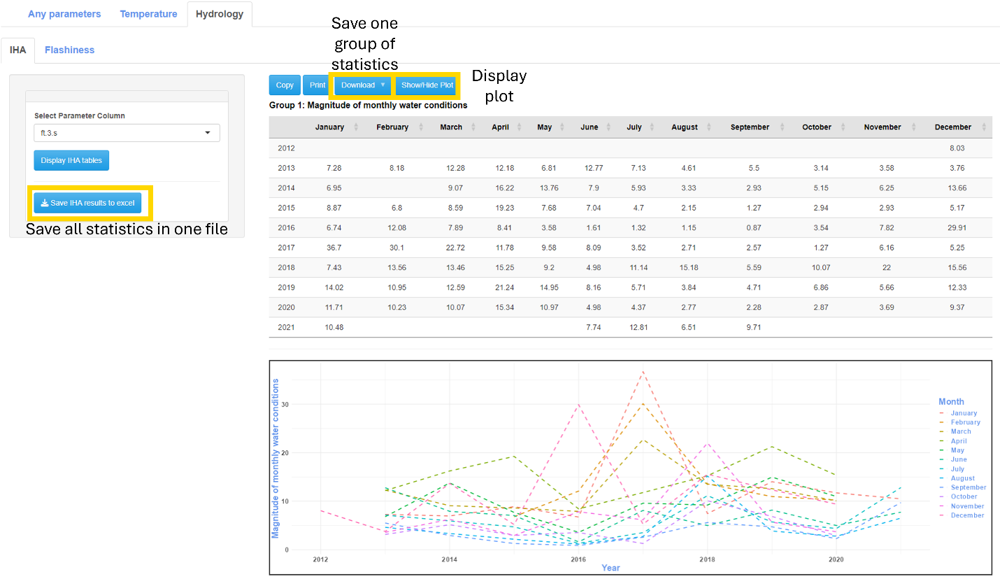 Any parameters Temperature Hydrology
IHA Flashiness
Save one
group of
statistics
Display
plot
Copy Print Download Show/Hide Plot
Select Parameter Column
ft.3.s
Display IHA tables
Save IHA results to excel
Save all statistics in one file
Group 1: Magnitude of monthly water conditions
January February March April May June July August September October November December
2012 8.03
2013 7.28 8.18 12.28 12.18 6.81 12.77 7.13 4.61 5.5 3.14 3.58 3.76
2014 6.95 9.07 16.22 13.76 7.9 5.93 3.33 2.93 5.15 6.25 13.66
2015 8.87 6.8 8.59 19.23 7.68 7.04 4.7 2.15 1.27 2.94 2.93 5.17
2016 6.74 12.08 7.89 8.41 3.58 1.61 1.32 1.15 0.87 3.54 7.82 29.91
2017 36.7 30.1 22.72 11.78 9.58 8.09 3.52 2.71 2.57 1.27 6.16 5.25
2018 7.43 13.56 13.46 15.25 9.2 4.98 11.14 15.18 5.59 10.07 22 15.56
2019 14.02 10.95 12.59 21.24 14.95 8.16 5.71 3.84 4.71 6.86 5.66 12.33
2020 11.71 10.23 10.07 15.34 10.97 4.98 4.37 2.77 2.28 2.87 3.69 9.37
2021 10.48 7.74 12.81 6.51 9.71
Magnitude of monthly water conditions
30
20
10
0
2012 2014 2016 2018 2020
Year
Month
January
February
March
April
May
June
July
August
September
October
November
December